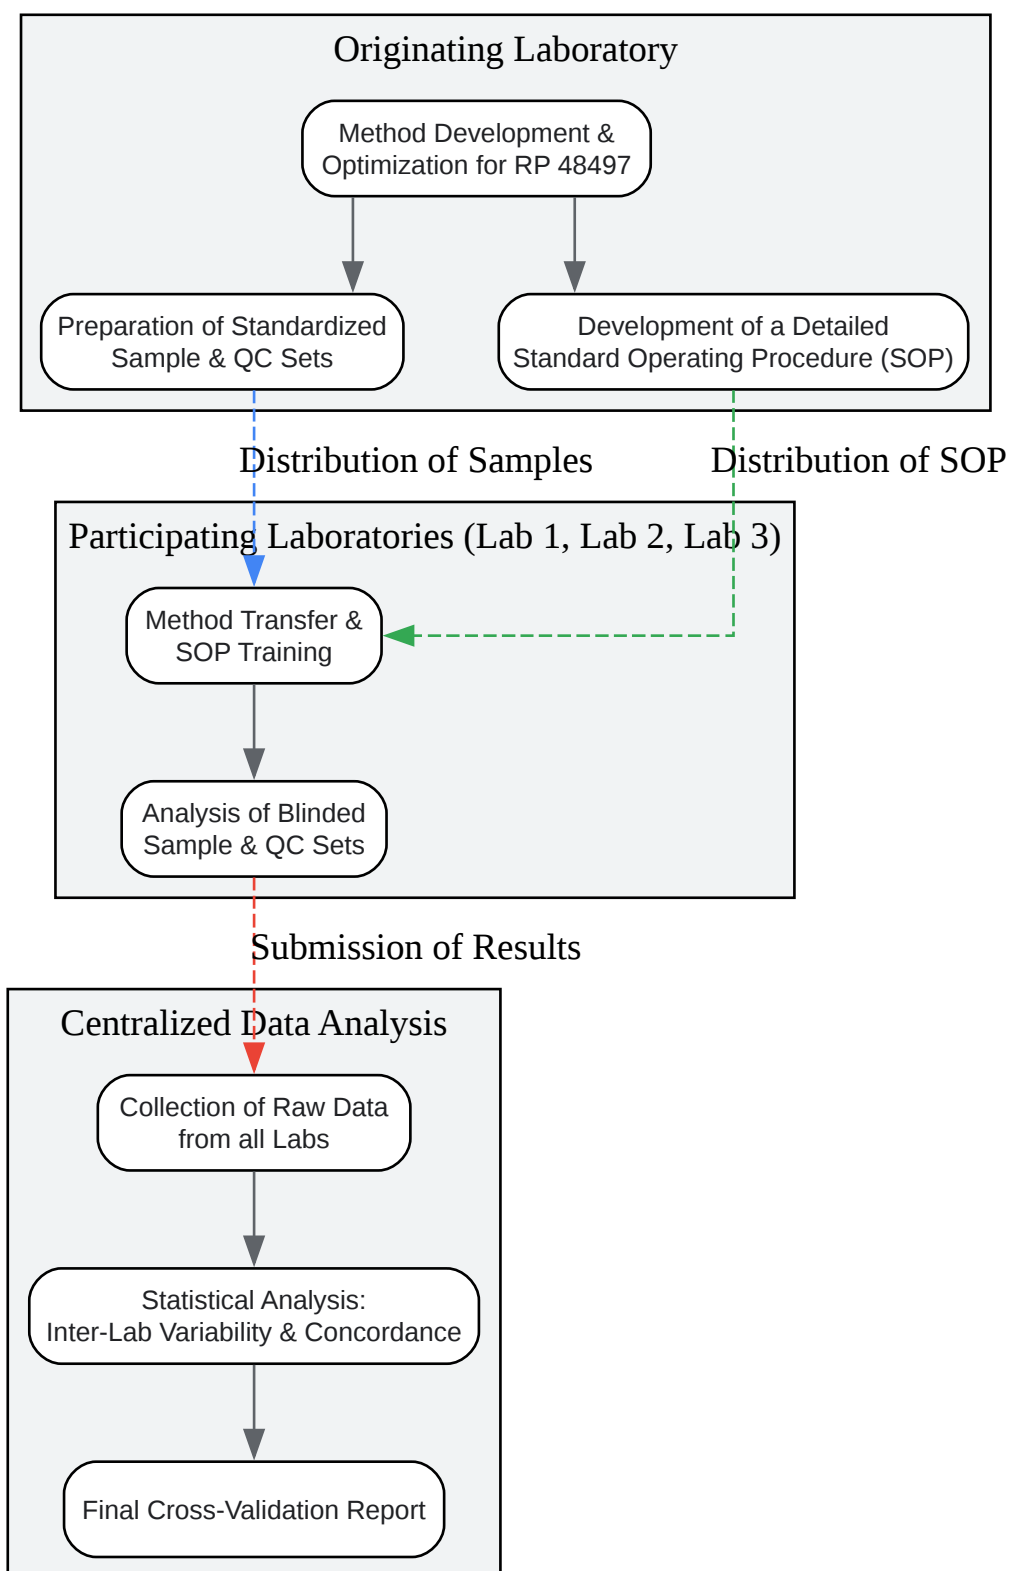 Originating Laboratory
Method Development &
Optimization for RP 48497
Preparation of Standardized
Sample & QC Sets
Development of a Detailed
Standard Operating Procedure (SOP)
Distribution of Samples
Distribution of SOP
Participating Laboratories (Lab 1, Lab 2, Lab 3)
Method Transfer &
SOP Training
Analysis of Blinded
Sample & QC Sets
Submission of Results
Centralized Data Analysis
Collection of Raw Data
from all Labs
Statistical Analysis:
Inter-Lab Variability & Concordance
Final Cross-Validation Report